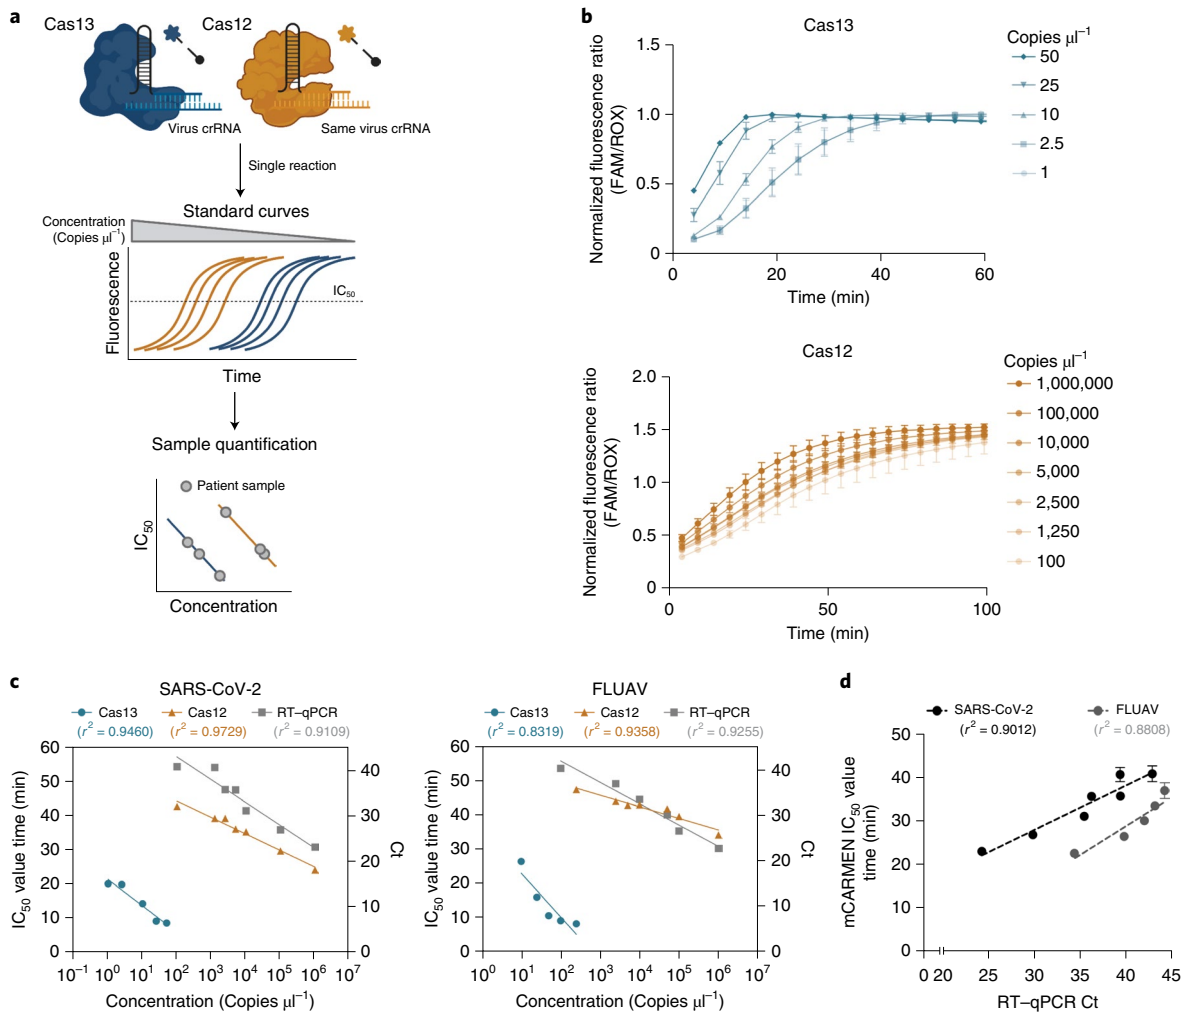 a
Cas13
Cas12
Virus crRNA
Same virus crRNA
Single reaction
Standard curves
Concentration
(Copies µl⁻¹)
Fluorescence
IC₅₀
Time
Sample quantification
Patient sample
IC₅₀
Concentration
b
Cas13
Normalized fluorescence ratio
(FAM/ROX)
1.5
1.0
0.5
0
0
20
40
60
Time (min)
Copies µl⁻¹
50
25
10
2.5
1
Cas12
Normalized fluorescence ratio
(FAM/ROX)
2.0
1.5
1.0
0.5
0
0
50
100
Time (min)
Copies µl⁻¹
1,000,000
100,000
10,000
5,000
2,500
1,250
100
c
SARS-CoV-2
Cas13
Cas12
RT–qPCR
(r² = 0.9460)
(r² = 0.9729)
(r² = 0.9109)
IC₅₀ value time (min)
60
50
40
30
20
10
0
40
30
20
10
0
Ct
10⁻¹ 10⁰ 10¹ 10² 10³ 10⁴ 10⁵ 10⁶ 10⁷
Concentration (Copies µl⁻¹)
FLUAV
Cas13
Cas12
RT–qPCR
(r² = 0.8319)
(r² = 0.9358)
(r² = 0.9255)
IC₅₀ value time (min)
60
50
40
30
20
10
0
40
30
20
10
0
Ct
10⁰ 10¹ 10² 10³ 10⁴ 10⁵ 10⁶ 10⁷
Concentration (Copies µl⁻¹)
d
SARS-CoV-2
FLUAV
(r² = 0.9012)
(r² = 0.8808)
mCARMEN IC₅₀ value
time (min)
50
40
30
20
10
0
0 20 25 30 35 40 45
RT–qPCR Ct